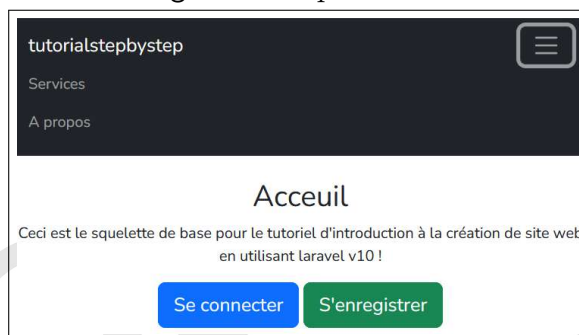 tutorialstepbystep
Services
A propos
Acceuil
Ceci est le squelette de base pour le tutoriel d'introduction à la création de site web
en utilisant laravel v10 !
Se connecter S'enregistrer